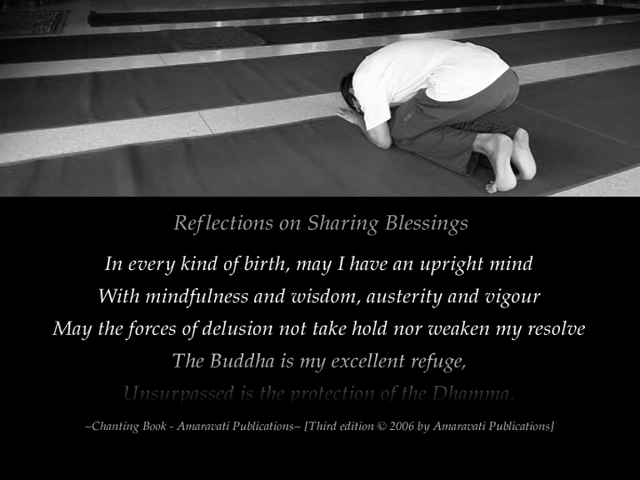 Reflections on Sharing Blessings
In every kind of birth, may I have an upright mind
With mindfulness and wisdom, austerity and vigour
May the forces of delusion not take hold nor weaken my resolve
The Buddha is my excellent refuge,
Unsurpassed is the protection of the Dhamma.
~Chanting Book - Amaravati Publications~ [Third edition © 2006 by Amaravati Publications]